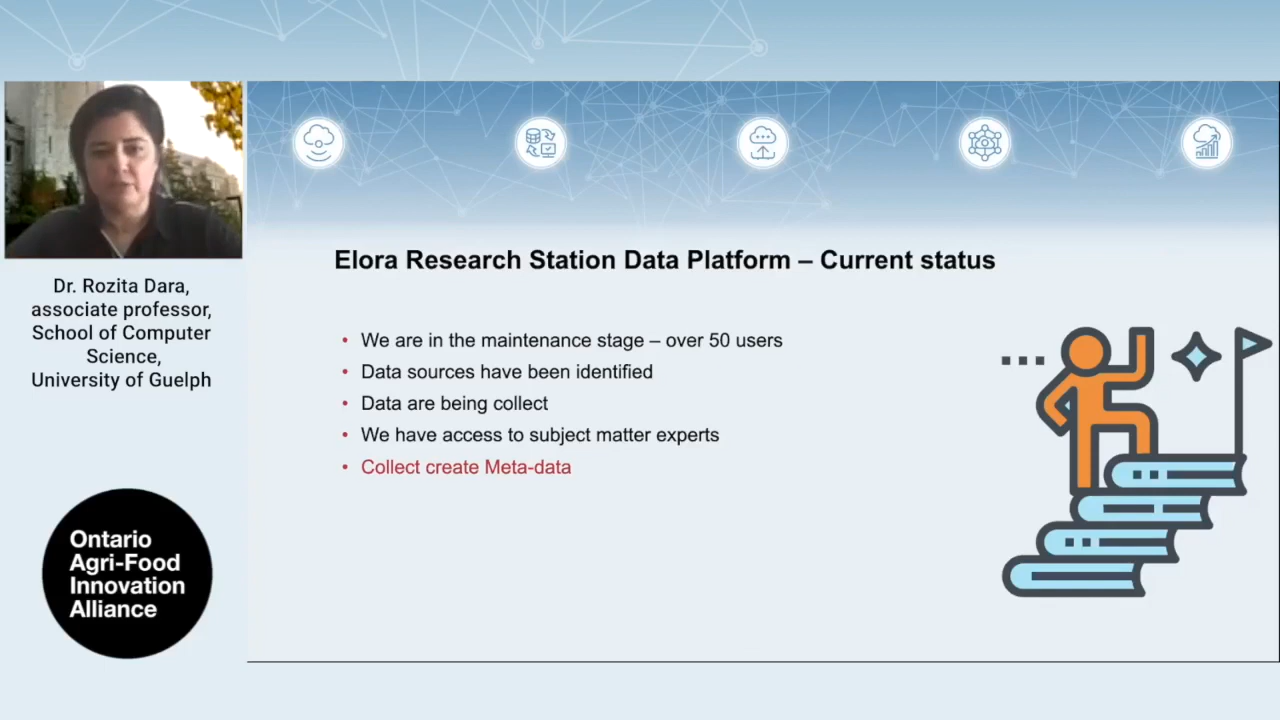 Dr. Rozita Dara,
associate professor,
School of Computer
Science,
University of Guelph
Ontario
Agri-Food
Innovation
Alliance
Elora Research Station Data Platform – Current status
• We are in the maintenance stage – over 50 users
• Data sources have been identified
• Data are being collect
• We have access to subject matter experts
• Collect create Meta-data